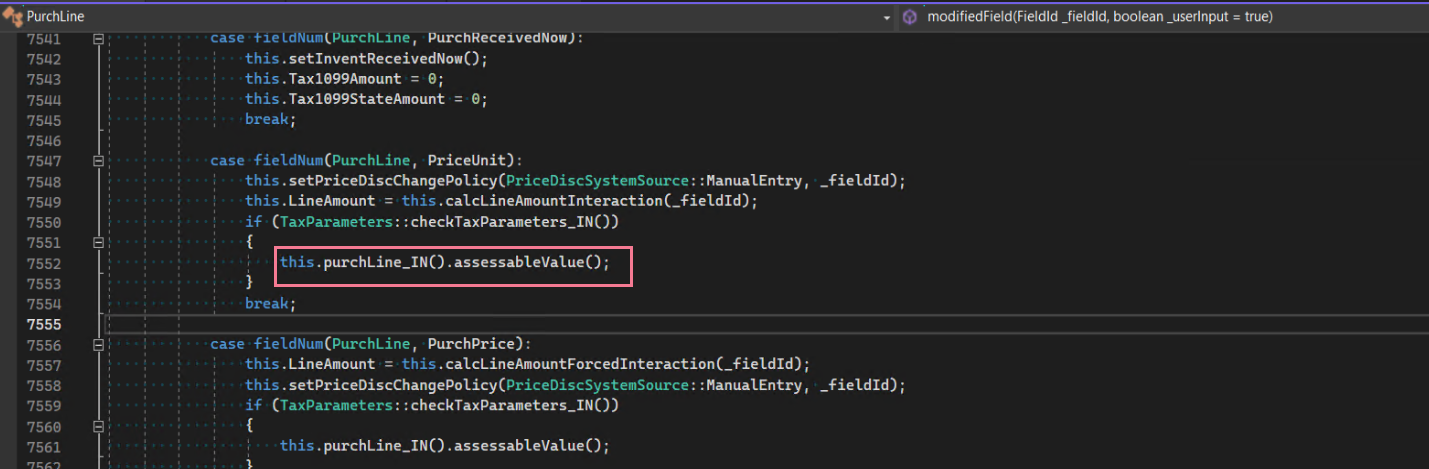 PurchLine
modifiedField(FieldId _fieldId, boolean _userInput = true)
7541 case fieldNum(PurchLine, PurchReceivedNow):
7542 this.setInventReceivedNow();
7543 this.Tax1099Amount = 0;
7544 this.Tax1099StateAmount = 0;
7545 break;
7546
7547 case fieldNum(PurchLine, PriceUnit):
7548 this.setPriceDiscChangePolicy(PriceDiscSystemSource::ManualEntry, _fieldId);
7549 this.LineAmount = this.calcLineAmountInteraction(_fieldId);
7550 if (TaxParameters::checkTaxParameters_IN())
7551 {
7552 this.purchLine_IN().assessableValue();
7553 }
7554 break;
7555
7556 case fieldNum(PurchLine, PurchPrice):
7557 this.LineAmount = this.calcLineAmountForcedInteraction(_fieldId);
7558 this.setPriceDiscChangePolicy(PriceDiscSystemSource::ManualEntry, _fieldId);
7559 if (TaxParameters::checkTaxParameters_IN())
7560 {
7561 this.purchLine_IN().assessableValue();
7562 }